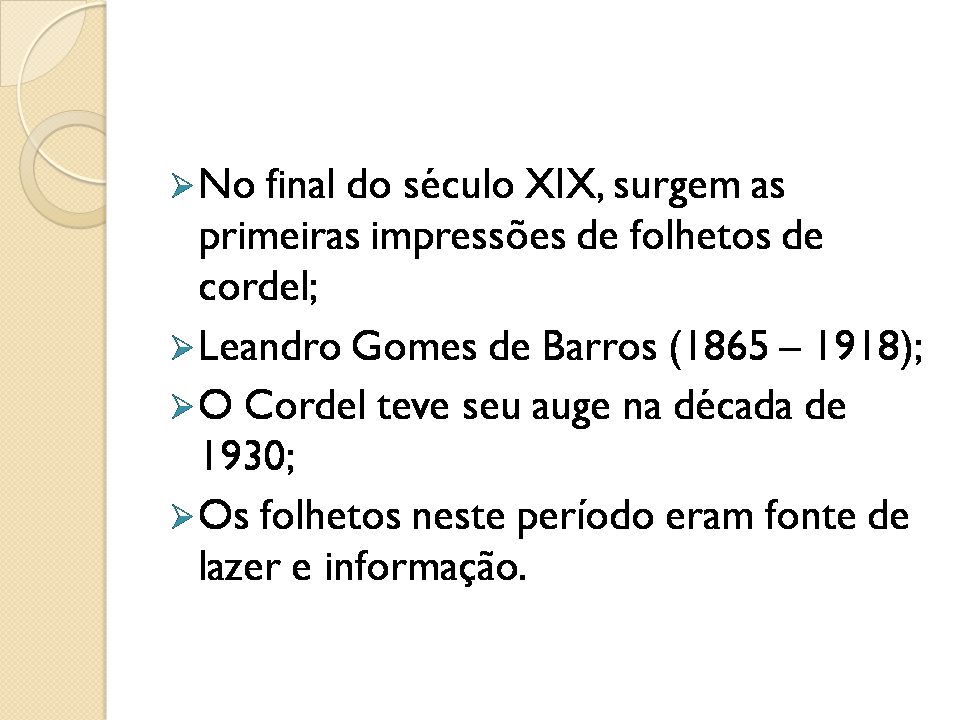 No final do século XIX, surgem as
primeiras impressões de folhetos de
cordel;
Leandro Gomes de Barros (1865 – 1918);
O Cordel teve seu auge na década de
1930;
Os folhetos neste período eram fonte de
lazer e informação.